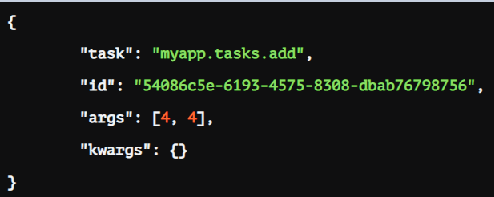 {
"task": "myapp.tasks.add",
"id": "54086c5e-6193-4575-8308-dbab76798756",
"args": [4, 4],
"kwargs": {}
}